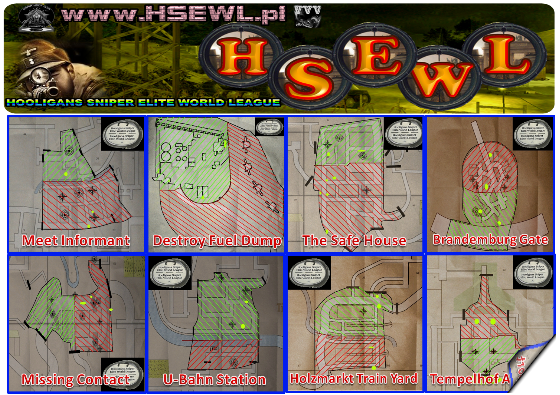 www.HSEWL.pl
HSEWL
HOOLIGANS SNIPER ELITE WORLD LEAGUE
Meet Informant
Destroy Fuel Dump
The Safe House
Brandemburg Gate
Missing Contact
U-Bahn Station
Holzmarkt Train Yard
Tempelhof A